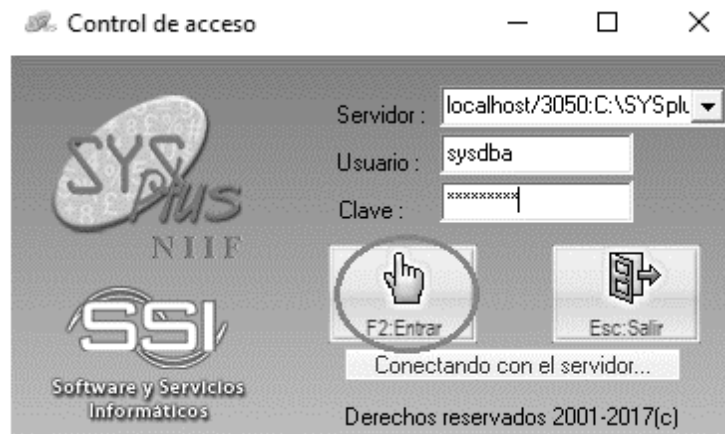 Control de acceso
Servidor : localhost/3050:C:\SYSplu
Usuario : sysdba
Clave : *********
SYS
plus
NIIF
F2:Entrar
Esc:Salir
SSI
Conectando con el servidor...
Software y Servicios
Informáticos
Derechos reservados 2001-2017(c)